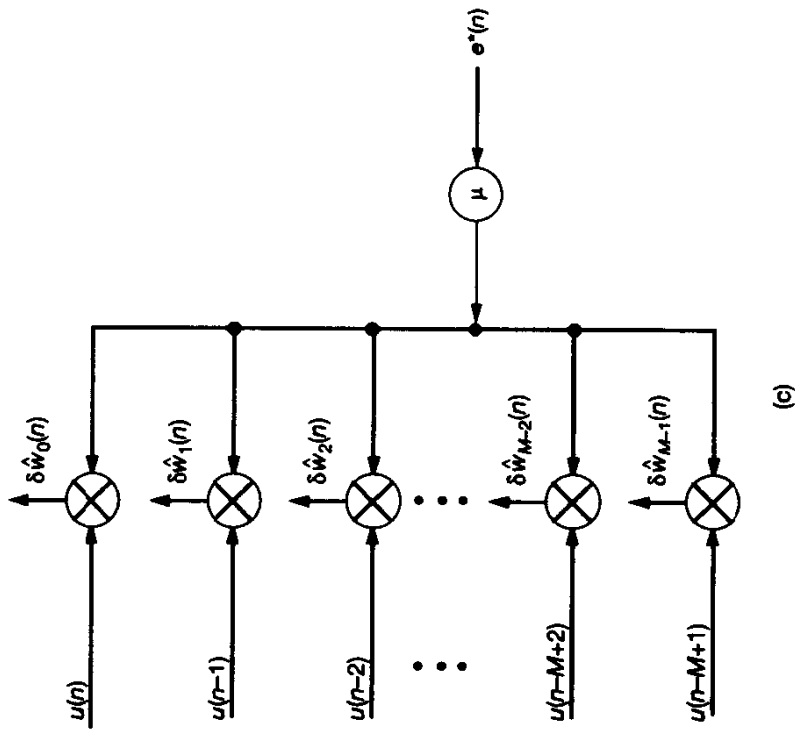 δŵ₀(n)
u(n)
δŵ₁(n)
u(n–1)
δŵ₂(n)
u(n–2)
μ
e*(n)
δŵ_{M–2}(n)
u(n–M+2)
δŵ_{M–1}(n)
u(n–M+1)
(c)